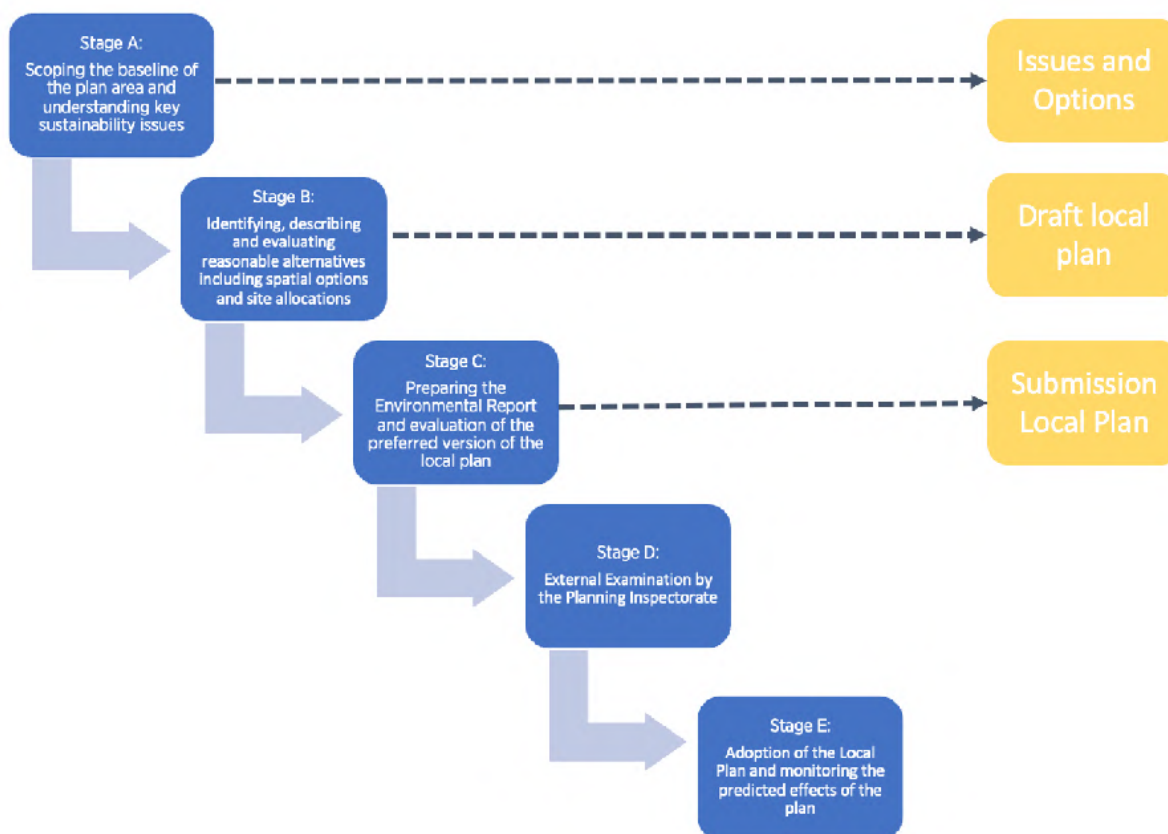 Stage A:
Scoping the baseline of
the plan area and
understanding key
sustainability issues
Issues and
Options
Stage B:
Identifying, describing
and evaluating
reasonable alternatives
including spatial options
and site allocations
Draft local
plan
Stage C:
Preparing the
Environmental Report
and evaluation of the
preferred version of the
local plan
Submission
Local Plan
Stage D:
External Examination by
the Planning Inspectorate
Stage E:
Adoption of the Local
Plan and monitoring the
predicted effects of the
plan